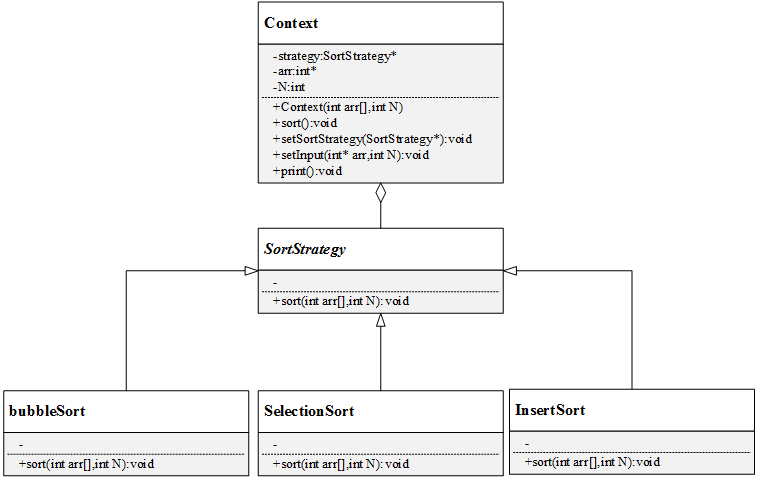 Context
-strategy:SortStrategy*
-arr:int*
-N:int
+Context(int arr[],int N)
+sort():void
+setSortStrategy(SortStrategy*):void
+setInput(int* arr,int N):void
+print():void
SortStrategy
-
+sort(int arr[],int N):void
bubbleSort
-
+sort(int arr[],int N):void
SelectionSort
-
+sort(int arr[],int N):void
InsertSort
-
+sort(int arr[],int N):void